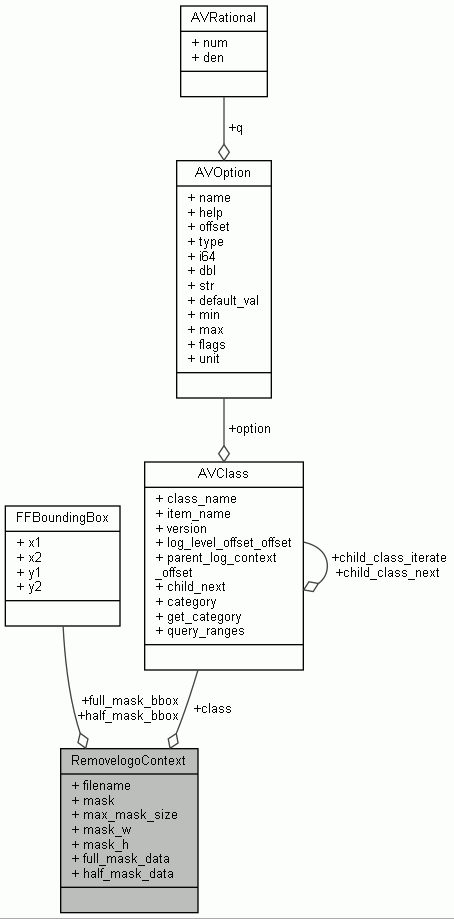 AVRational
+ num
+ den
+q
AVOption
+ name
+ help
+ offset
+ type
+ i64
+ dbl
+ str
+ default_val
+ min
+ max
+ flags
+ unit
+option
AVClass
+ class_name
+ item_name
+ version
+ log_level_offset_offset
+ parent_log_context
_offset
+ child_next
+ category
+ get_category
+ query_ranges
+child_class_iterate
+child_class_next
FFBoundingBox
+ x1
+ x2
+ y1
+ y2
+full_mask_bbox
+half_mask_bbox
+class
RemovelogoContext
+ filename
+ mask
+ max_mask_size
+ mask_w
+ mask_h
+ full_mask_data
+ half_mask_data